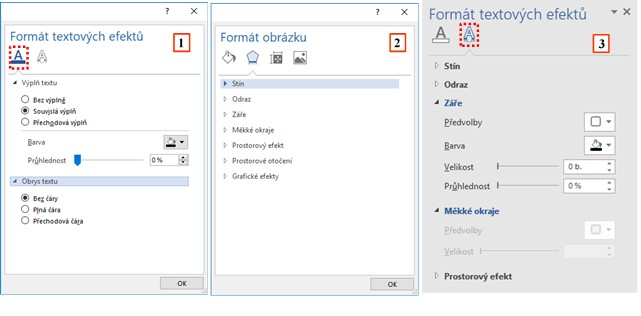 Formát textových efektů
1
Výplň textu
Bez výplně
Souvislá výplň
Přechodová výplň
Barva
Průhlednost
0 %
Obrys textu
Bez čáry
Plná čára
Přechodová čára
OK
Formát obrázku
2
Stín
Odraz
Záře
Měkké okraje
Prostorový efekt
Prostorové otočení
Grafické efekty
OK
Formát textových efektů
3
Stín
Odraz
Záře
Předvolby
Barva
Velikost
0 b.
Průhlednost
0 %
Měkké okraje
Předvolby
Velikost
Prostorový efekt